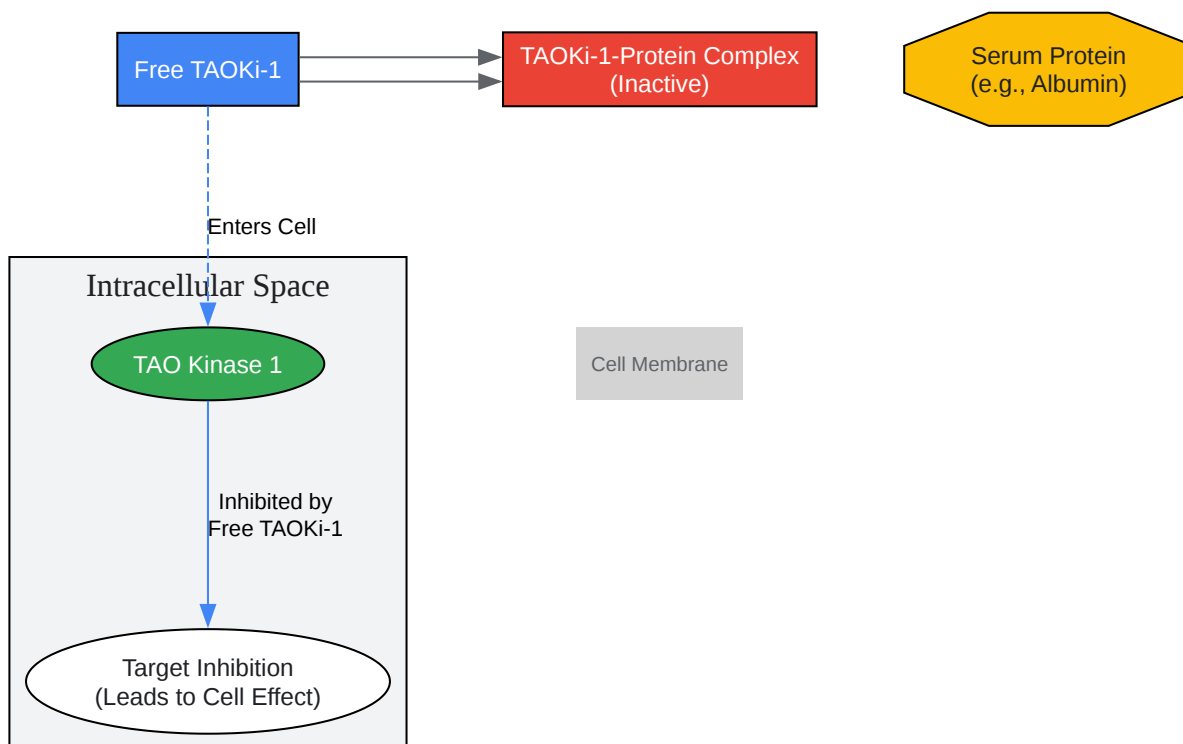 Free TAOKi-1
TAOKi-1-Protein Complex
(Inactive)
Serum Protein
(e.g., Albumin)
Enters Cell
Intracellular Space
TAO Kinase 1
Cell Membrane
Inhibited by
Free TAOKi-1
Target Inhibition
(Leads to Cell Effect)